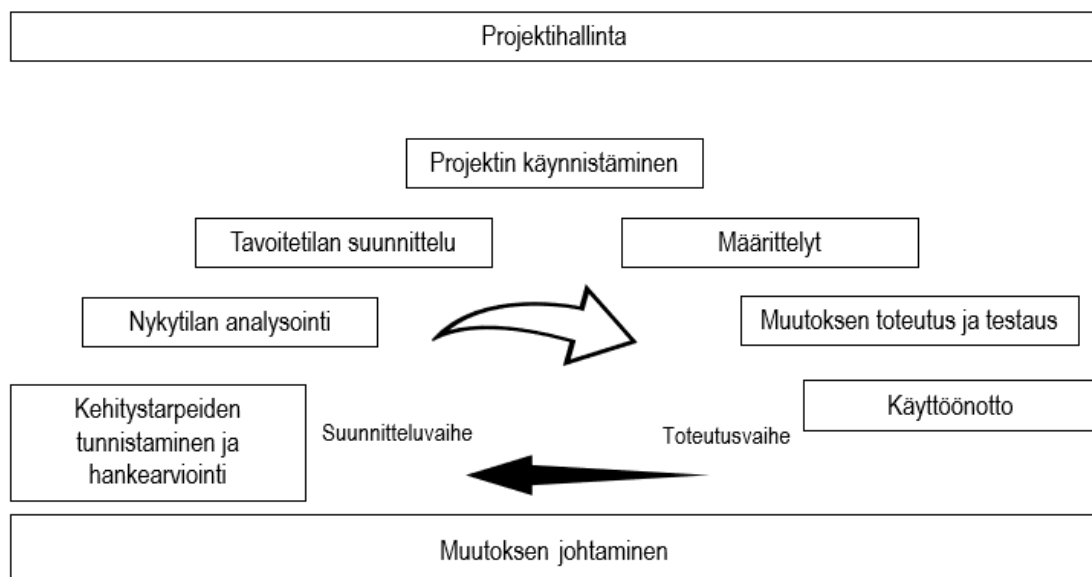 Projektihallinta
Projektin käynnistäminen
Tavoitetilan suunnittelu
Määrittelyt
Nykytilan analysointi
Muutoksen toteutus ja testaus
Kehitystarpeiden
tunnistaminen ja
hankearviointi
Suunnitteluvaihe
Toteutusvaihe
Käyttöönotto
Muutoksen johtaminen